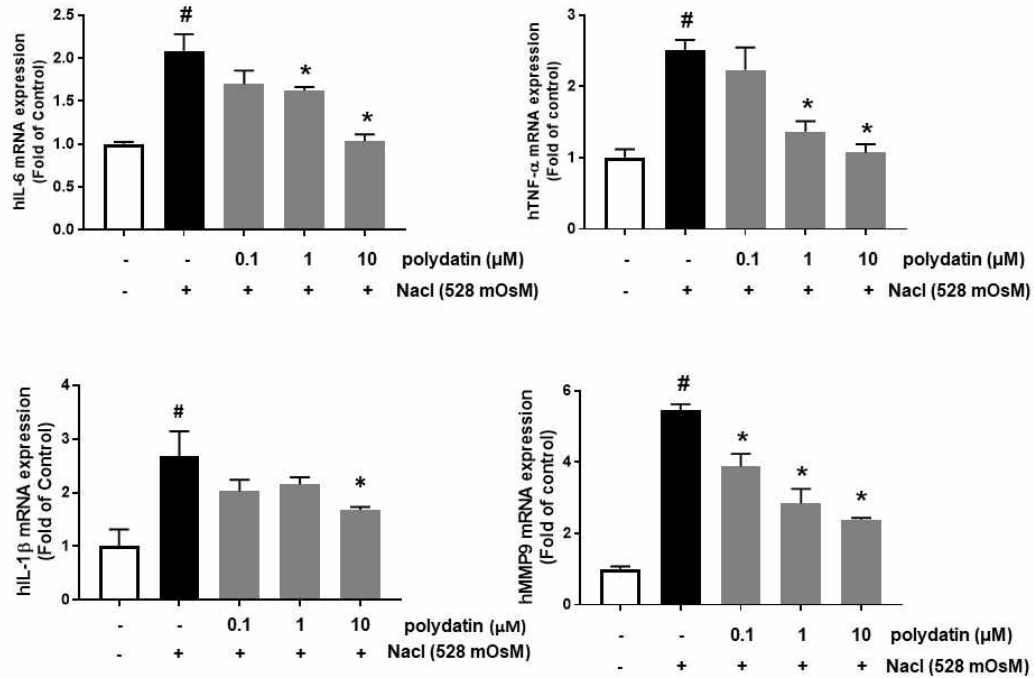 hIL-6 mRNA expression
(Fold of Control)
2.5
2.0
1.5
1.0
0.5
0.0
#
*
*
- - 0.1 1 10 polydatin (µM)
- + + + + Nacl (528 mOsM)
hTNF-α mRNA expression
(Fold of control)
3
2
1
0
#
*
*
- - 0.1 1 10 polydatin (µM)
- + + + + Nacl (528 mOsM)
hIL-1β mRNA expression
(Fold of Control)
4
3
2
1
0
#
*
- - 0.1 1 10 polydatin (µM)
- + + + + Nacl (528 mOsM)
hMMP9 mRNA expression
(Fold of control)
6
4
2
0
#
*
*
*
- - 0.1 1 10 polydatin (µM)
- + + + + Nacl (528 mOsM)